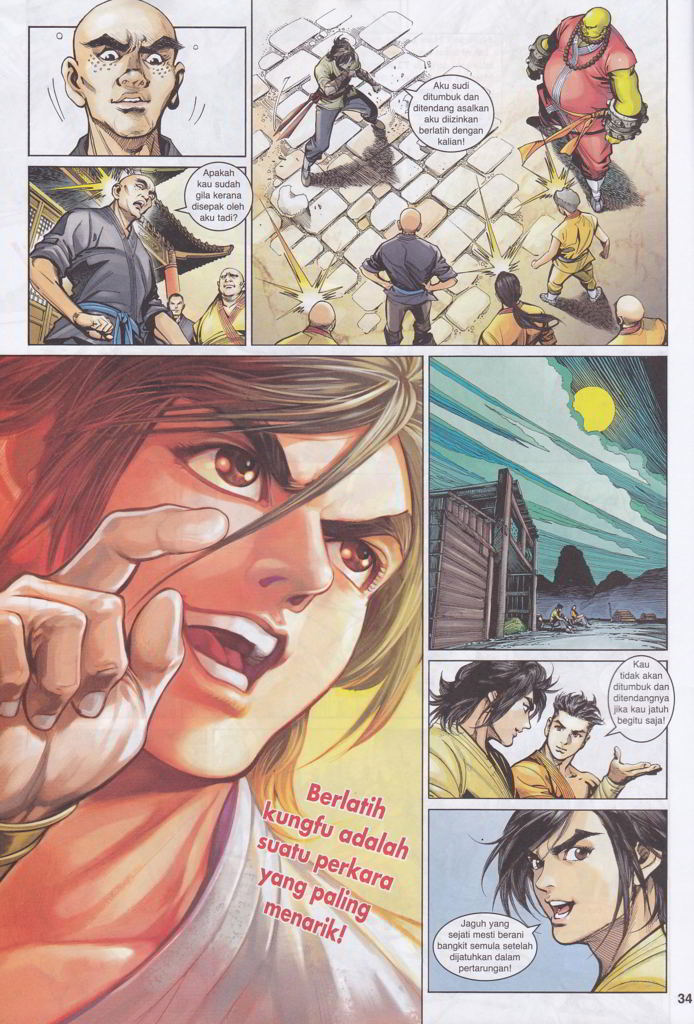 Aku sudi
ditumbuk dan
ditendang asalkan
aku diizinkan
berlatih dengan
kalian!
Apakah
kau sudah
gila kerana
disepak oleh
aku tadi?
Berlatih
kungfu adalah
suatu perkara
yang paling
menarik!
Kau
tidak akan
ditumbuk dan
ditendangnya
jika kau jatuh
begitu saja!
Jaguh yang
sejati mesti berani
bangkit semula setelah
dijatuhkan dalam
pertarungan!
34